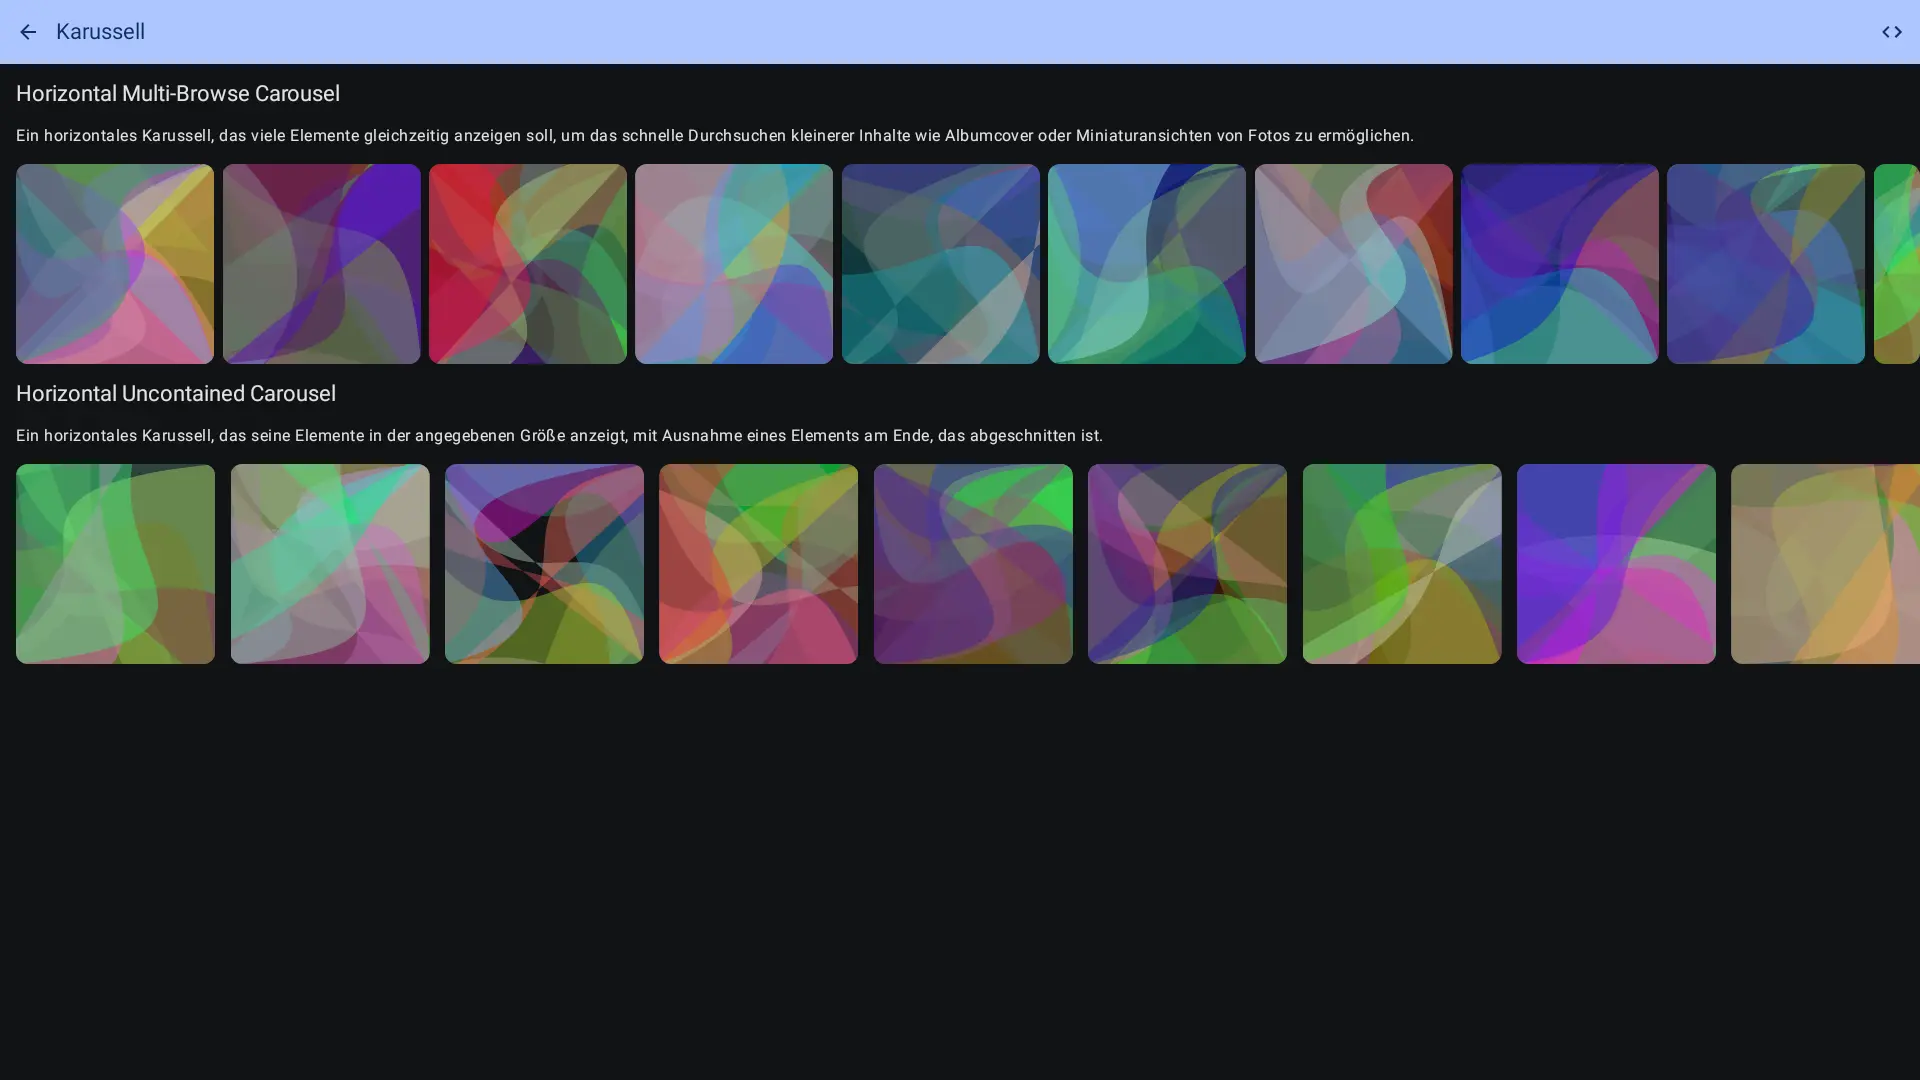 Karussell
Horizontal Multi-Browse Carousel
Ein horizontales Karussell, das viele Elemente gleichzeitig anzeigen soll, um das schnelle Durchsuchen kleinerer Inhalte wie Albumcover oder Miniaturansichten von Fotos zu ermöglichen.
Horizontal Uncontained Carousel
Ein horizontales Karussell, das seine Elemente in der angegebenen Größe anzeigt, mit Ausnahme eines Elements am Ende, das abgeschnitten ist.